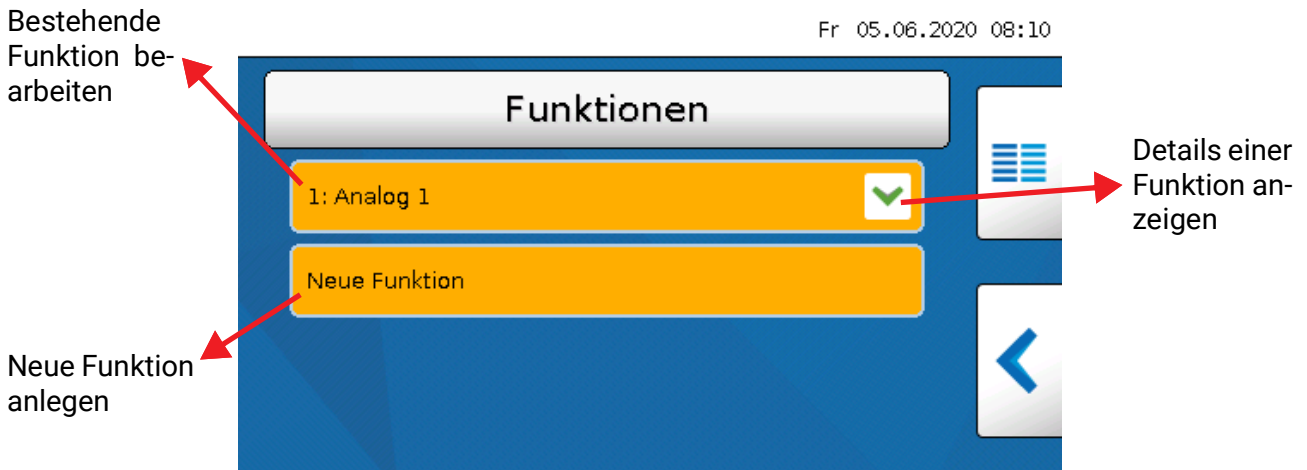 Bestehende
Funktion be-
arbeiten
Fr 05.06.2020 08:10
Funktionen
1: Analog 1
Details einer
Funktion an-
zeigen
Neue Funktion
Neue Funktion
anlegen